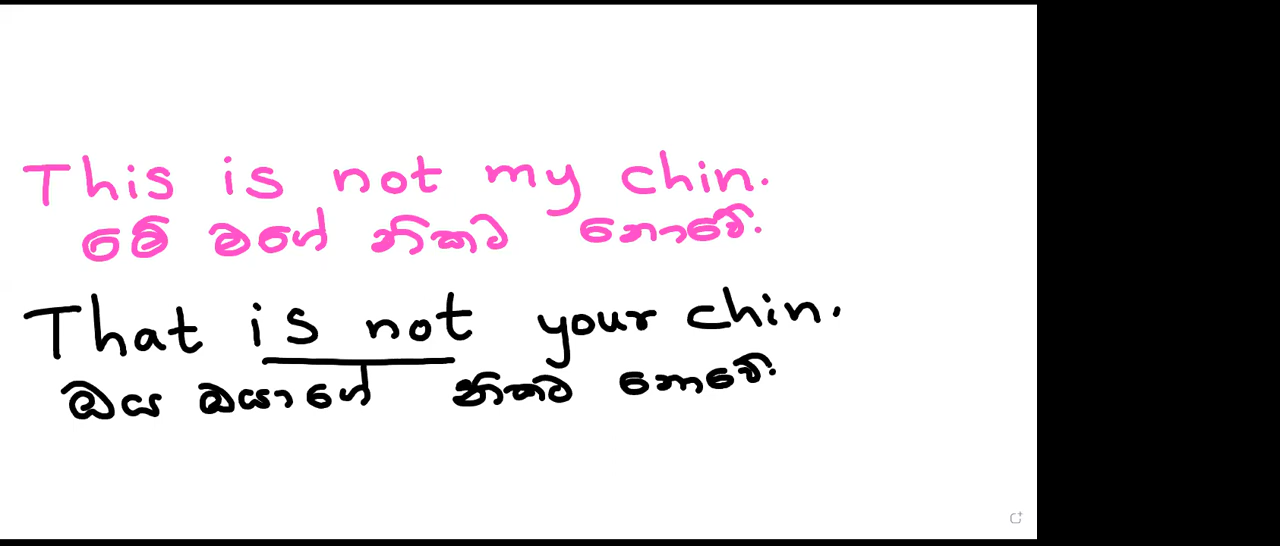 This is not my chin.
මේ මගේ නිකට නොවේ.
That is not your chin.
ඔය ඔයාගේ නිකට නොවේ.